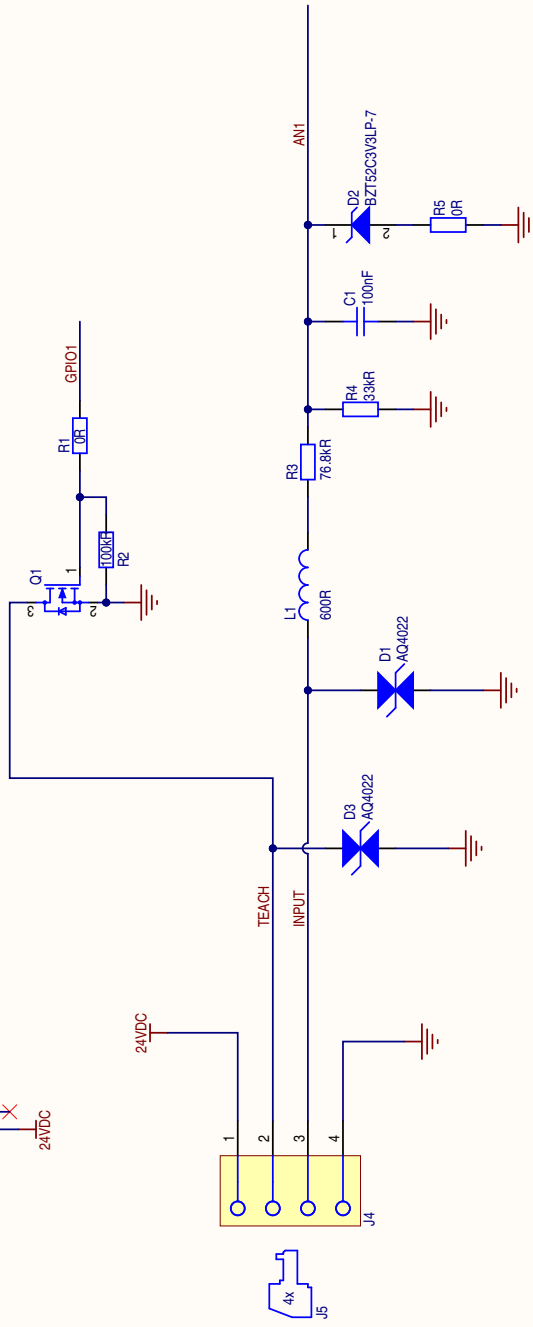 24VDC
Q1
3
1
2
100kR
R2
R1
0R
GPIO1
24VDC
1
2
3
4
J4
4x
J5
TEACH
INPUT
D3
AQ4022
D1
AQ4022
L1
600R
R3
76.8kR
R4
33kR
C1
100nF
D2
BZT52C3V3LP-7
1
2
R5
0R
AN1